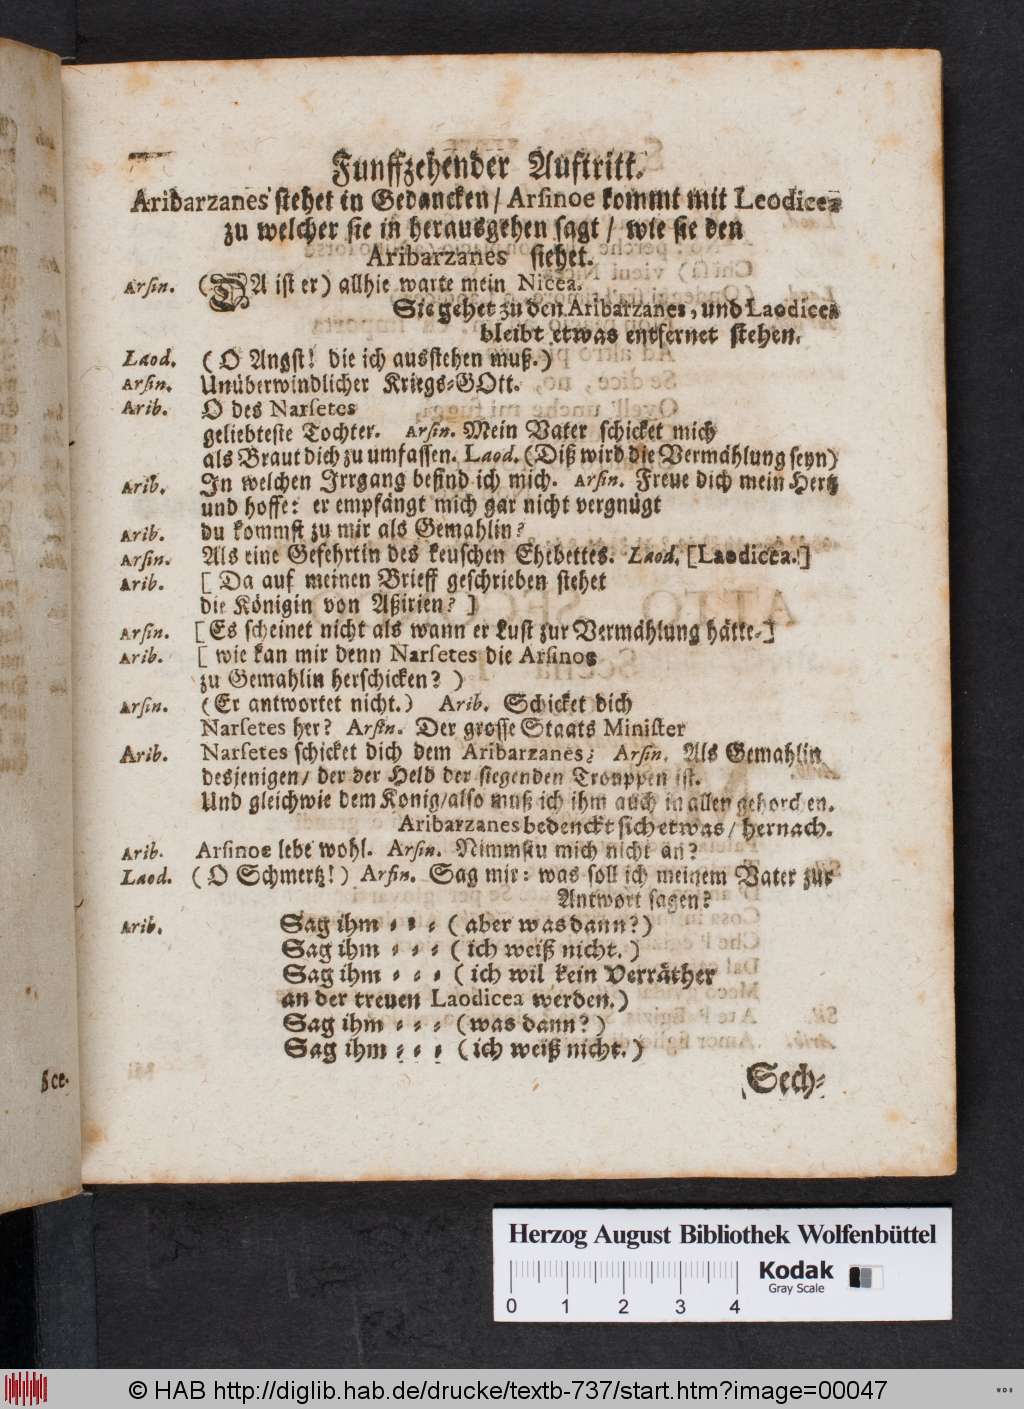 Funffzehender Auftritt.
Aribarzanes stehet in Gedancken / Arsinoe kommt mit Leodicea
zu welcher sie in herausgehen sagt / wie sie den
Aribarzanes siehet.
Arsin. (DA ist er) allhie warte mein Nicea.
Sie gehet zu den Aribarzanes, und Laodicea
bleibt etwas entfernet stehen.
Laod. (O Angst! die ich ausstehen muß.)
Arsin. Unüberwindlicher Kriegs-GOtt.
Arib. O des Narsetes
geliebteste Tochter. Arsin. Mein Vater schicket mich
als Braut dich zu umfassen. Laod. (Diß wird die Vermählung seyn)
Arib. In welchen Irrgang befind ich mich. Arsin. Freue dich mein Hertz
und hoffe: er empfängt mich gar nicht vergnügt
Arib. du kommst zu mir als Gemahlin?
Arsin. Als eine Gefehrtin des keuschen Ehebettes. Laod. [Laodicea.]
Arib. [ Da auf meinen Brieff geschrieben stehet
die Königin von Aßirien? ]
Arsin. [ Es scheinet nicht als wann er Lust zur Vermählung hätte.]
Arib. [ wie kan mir denn Narsetes die Arsinoe
zu Gemahlin herschicken? )
Arsin. (Er antwortet nicht.) Arib. Schicket dich
Narsetes her? Arsin. Der grosse Staats Minister
Arib. Narsetes schicket dich dem Aribarzanes? Arsin. Als Gemahlin
desjenigen / der der Held der siegenden Trouppen ist.
Und gleichwie dem Konig / also muß ich ihm auch in allen gehorchen.
Aribarzanes bedenckt sich etwas / hernach.
Arib. Arsinoe lebe wohl. Arsin. Nimmstu mich nicht an?
Laod. (O Schmertz!) Arsin. Sag mir: was soll ich meinem Vater zur
Antwort sagen?
Arib. Sag ihm = = = (aber was dann?)
Sag ihm = = = (ich weiß nicht.)
Sag ihm = = = (ich wil kein Verräther
an der treuen Laodicea werden.)
Sag ihm = = = (was dann?)
Sag ihm = = = (ich weiß nicht.)
Sech-
Sce.
Herzog August Bibliothek Wolfenbüttel
Kodak
Gray Scale
0 1 2 3 4
© HAB http://diglib.hab.de/drucke/textb-737/start.htm?image=00047